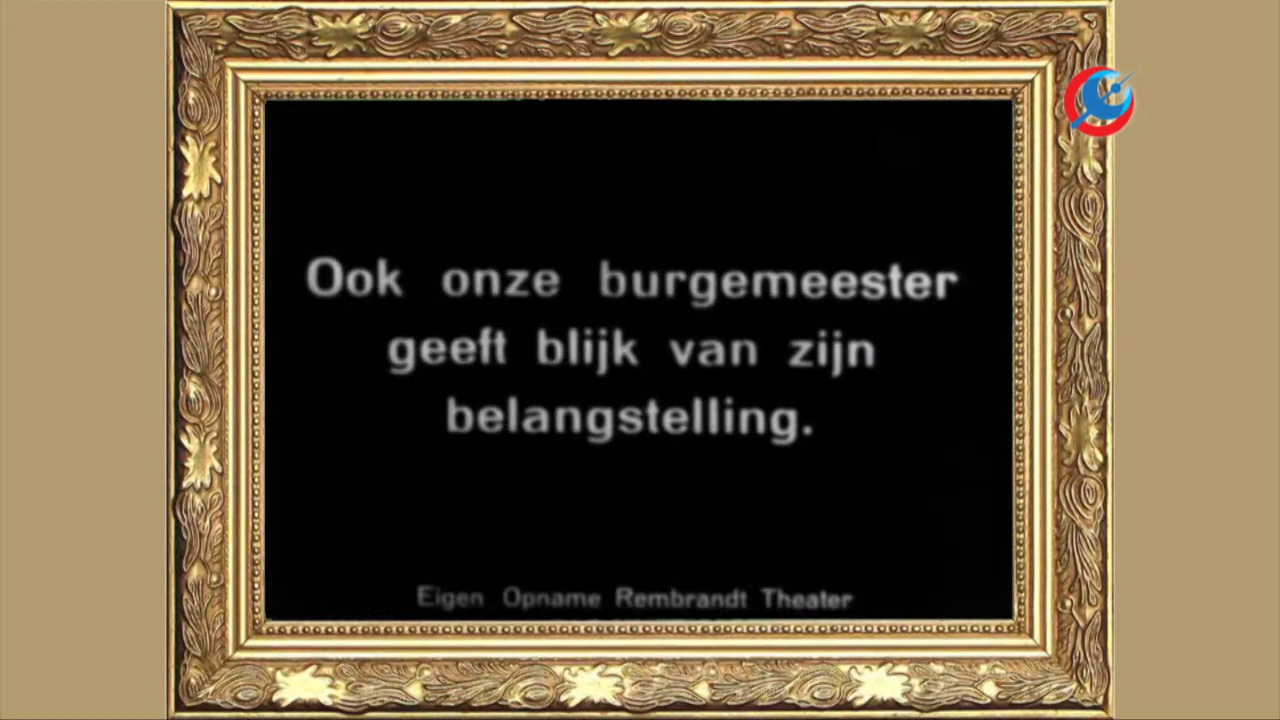 Ook onze burgemeester
geeft blijk van zijn
belangstelling.
Eigen Opname Rembrandt Theater